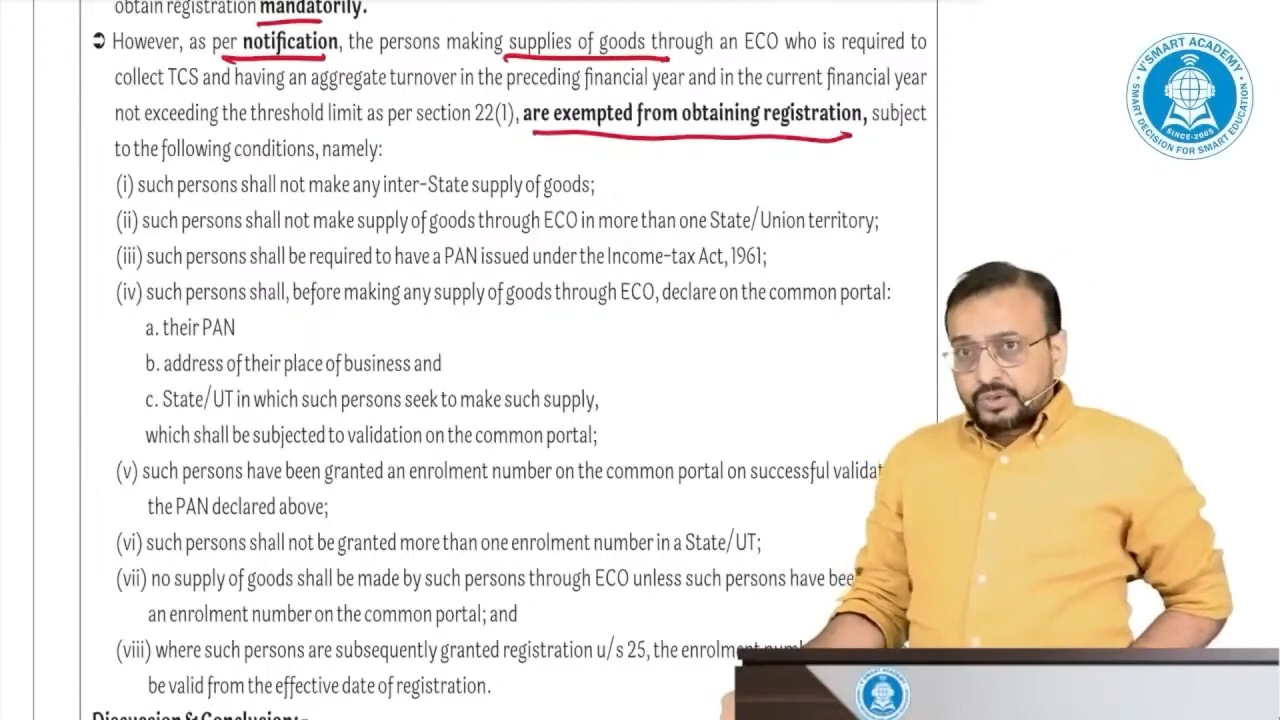 obtain registration mandatorily.
➲ However, as per notification, the persons making supplies of goods through an ECO who is required to
collect TCS and having an aggregate turnover in the preceding financial year and in the current financial year
not exceeding the threshold limit as per section 22(1), are exempted from obtaining registration, subject
to the following conditions, namely:
(i) such persons shall not make any inter-State supply of goods;
(ii) such persons shall not make supply of goods through ECO in more than one State/Union territory;
(iii) such persons shall be required to have a PAN issued under the Income-tax Act, 1961;
(iv) such persons shall, before making any supply of goods through ECO, declare on the common portal:
a. their PAN
b. address of their place of business and
c. State/UT in which such persons seek to make such supply,
which shall be subjected to validation on the common portal;
(v) such persons have been granted an enrolment number on the common portal on successful
the PAN declared above;
(vi) such persons shall not be granted more than one enrolment number in a State/UT;
(vii) no supply of goods shall be made by such persons through ECO unless such persons have
an enrolment number on the common portal; and
(viii) where such persons are subsequently granted registration u/s 25, the
be valid from the effective date of registration.
Discussion & Conclusion:-
V'SMART ACADEMY
SINCE-2005
SMART DECISION FOR SMART EDUCATION